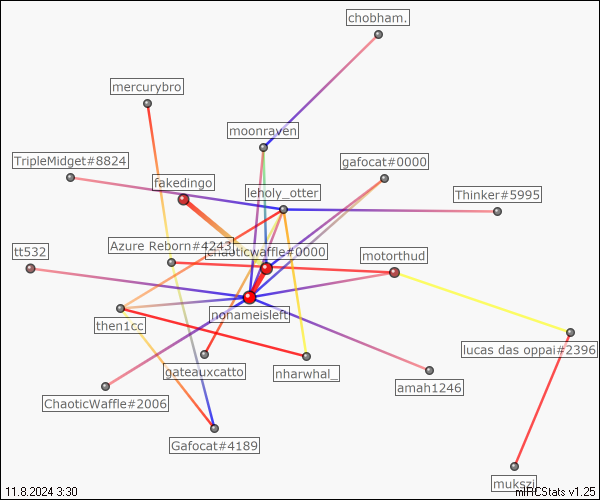 chobham.
mercurybro
moonraven
TripleMidget#8824
gafocat#0000
fakedingo
leholy_otter
Thinker#5995
Azure Reborn#4243
chaoticwaffle#0000
tt532
motorthud
nonameisleft
then1cc
lucas das oppai#2396
gateauxcatto
nharwhal_
amah1246
ChaoticWaffle#2006
Gafocat#4189
mukszi
11.8.2024 3:30
mIRCStats v1.25